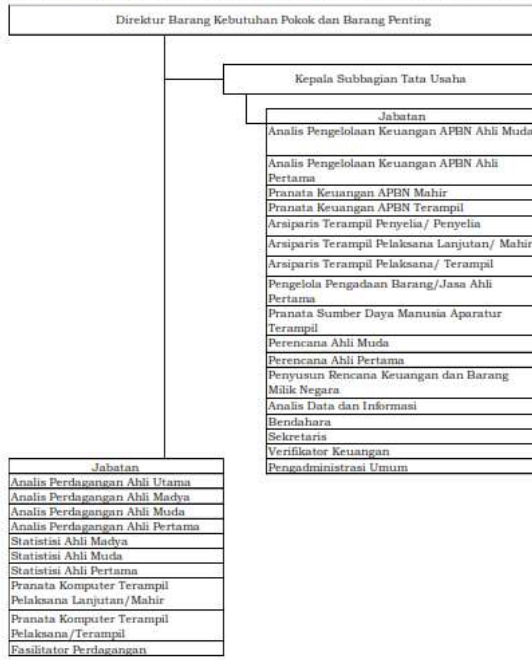 Direktur Barang Kebutuhan Pokok dan Barang Penting
Kepala Subbagian Tata Usaha
Jabatan
Analis Pengelolaan Keuangan APBN Ahli Muda
Analis Pengelolaan Keuangan APBN Ahli
Pertama
Pranata Keuangan APBN Mahir
Pranata Keuangan APBN Terampil
Arsiparis Terampil Penyelia/ Penyelia
Arsiparis Terampil Pelaksana Lanjutan/ Mahir
Arsiparis Terampil Pelaksana/ Terampil
Pengelola Pengadaan Barang/Jasa Ahli
Pertama
Pranata Sumber Daya Manusia Aparatur
Terampil
Perencana Ahli Muda
Perencana Ahli Pertama
Penyusun Rencana Keuangan dan Barang
Milik Negara
Analis Data dan Informasi
Bendahara
Sekretaris
Verifikator Keuangan
Pengadministrasi Umum
Jabatan
Analis Perdagangan Ahli Utama
Analis Perdagangan Ahli Madya
Analis Perdagangan Ahli Muda
Analis Perdagangan Ahli Pertama
Statistisi Ahli Madya
Statistisi Ahli Muda
Statistisi Ahli Pertama
Pranata Komputer Terampil
Pelaksana Lanjutan/Mahir
Pranata Komputer Terampil
Pelaksana/Terampil
Fasilitator Perdagangan